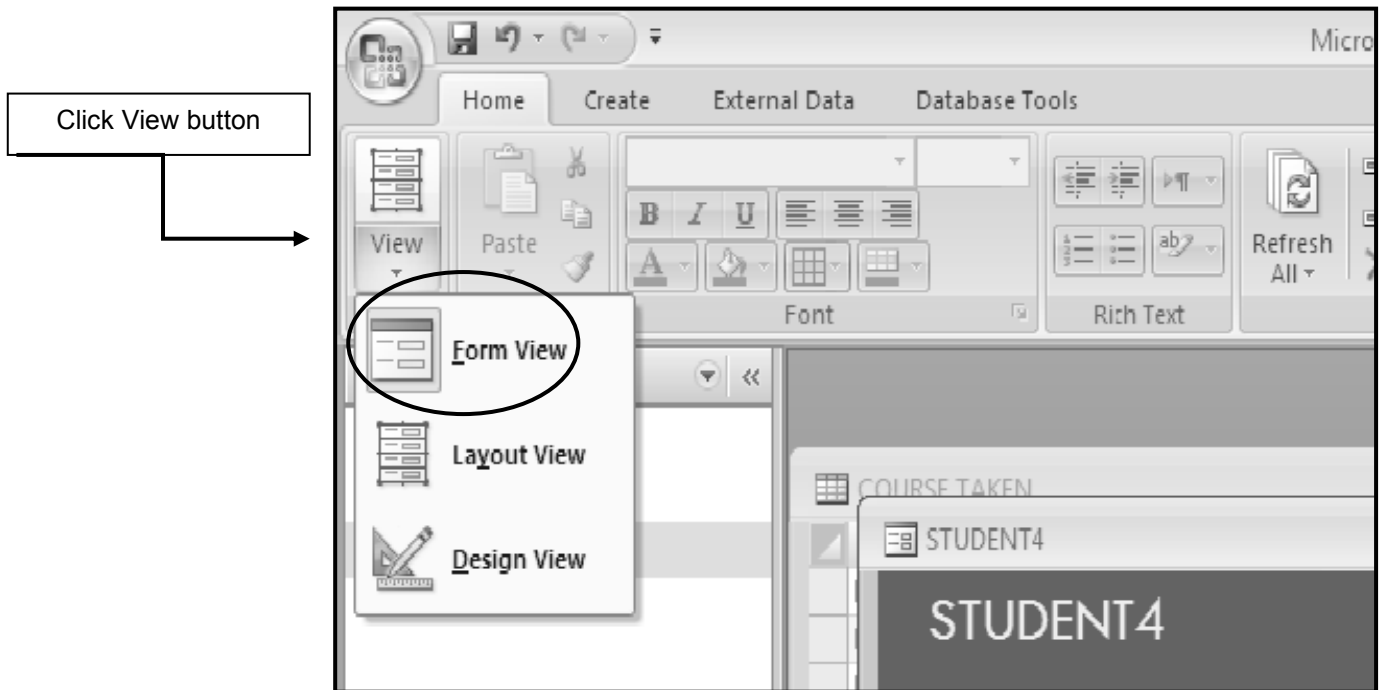 Micro
Home Create External Data Database Tools
Click View button
View Paste B I U A ab Refresh All
Font Rich Text
Form View
Layout View
Design View
COURSE TAKEN
STUDENT4
STUDENT4